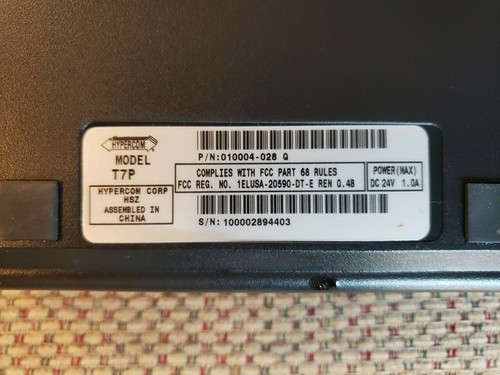 HYPERCOM
MODEL
T7P
HYPERCOM CORP
HSZ
ASSEMBLED IN
CHINA
P/N:010004-028 Q
COMPLIES WITH FCC PART 68 RULES
FCC REG. NO. 1ELUSA-20590-DT-E REN 0.4B
POWER(MAX)
DC 24V 1.0A
S/N: 100002894403